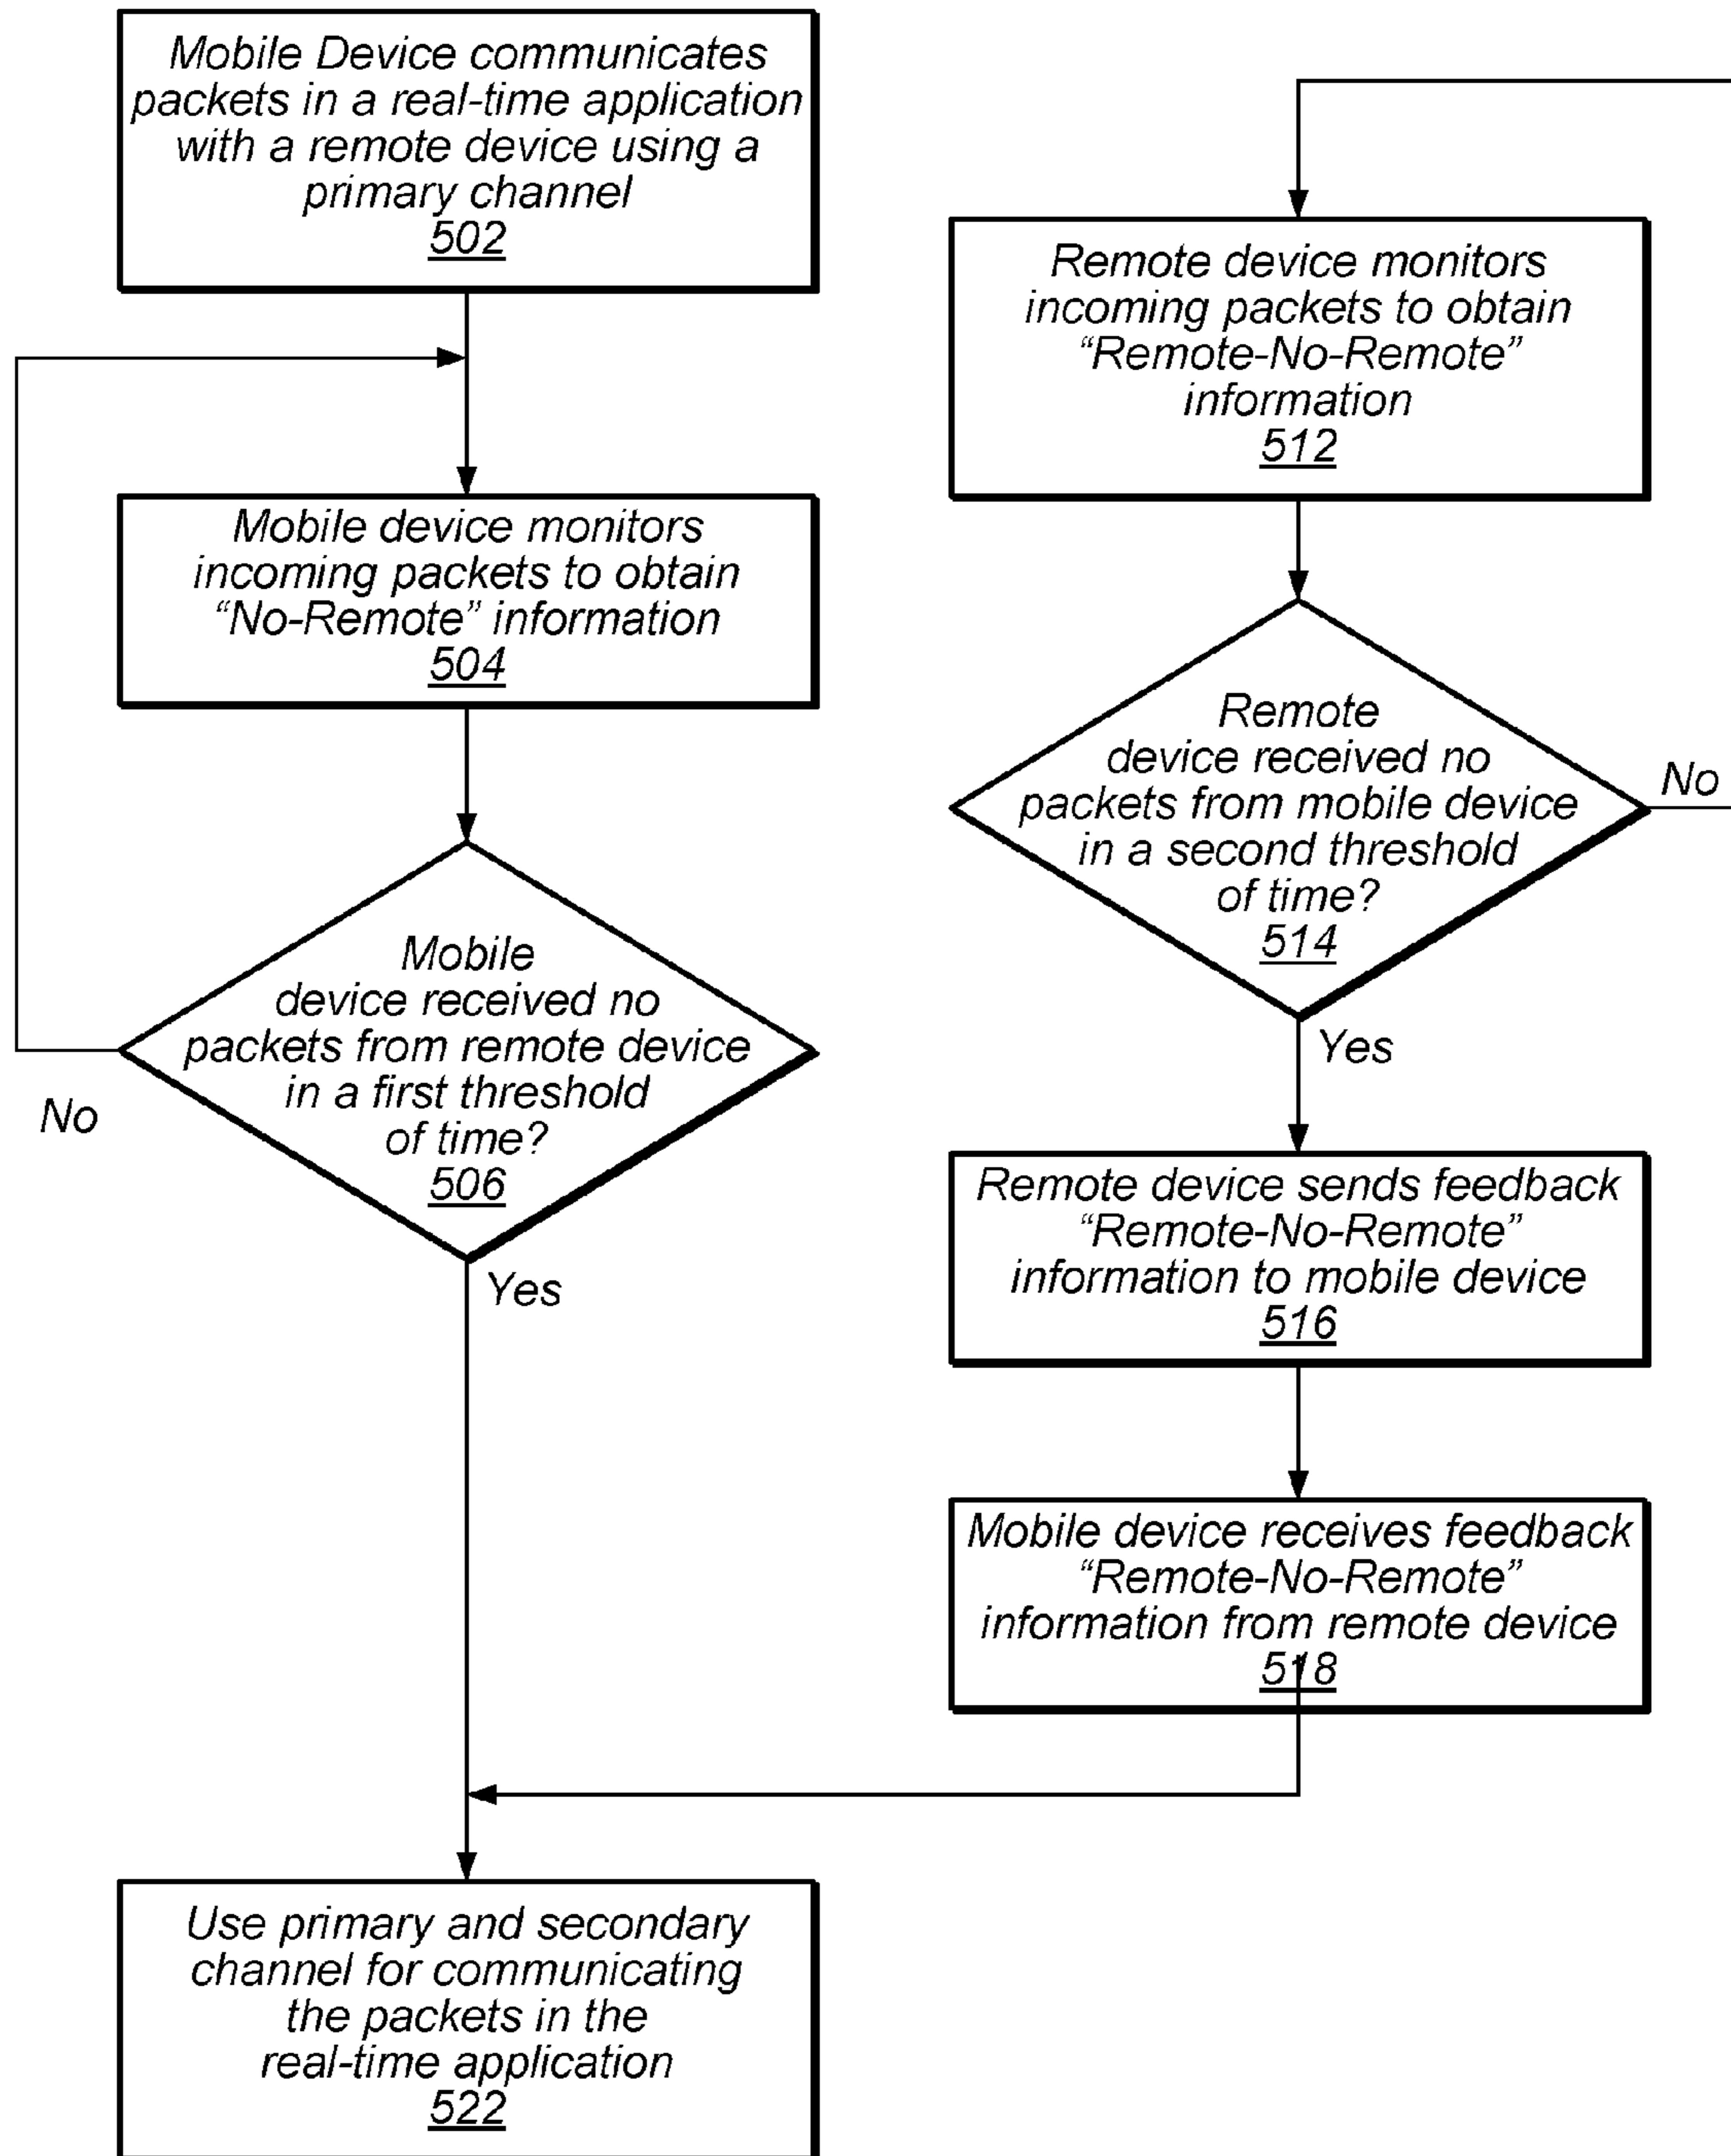 Mobile Device communicates
packets in a real-time application
with a remote device using a
primary channel
502
Mobile device monitors
incoming packets to obtain
“No-Remote” information
504
Mobile
device received no
packets from remote device
in a first threshold
of time?
506
No
Yes
Remote device monitors
incoming packets to obtain
“Remote-No-Remote”
information
512
Remote
device received no
packets from mobile device
in a second threshold
of time?
514
No
Yes
Remote device sends feedback
“Remote-No-Remote”
information to mobile device
516
Mobile device receives feedback
“Remote-No-Remote”
information from remote device
518
Use primary and secondary
channel for communicating
the packets in the
real-time application
522